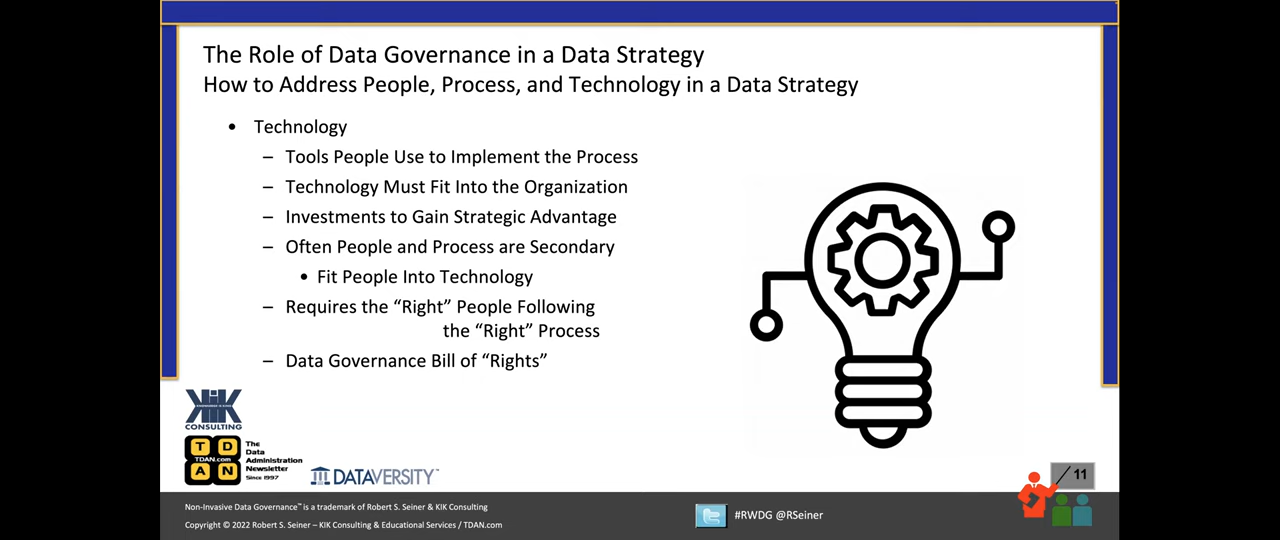 The Role of Data Governance in a Data Strategy
How to Address People, Process, and Technology in a Data Strategy
• Technology
– Tools People Use to Implement the Process
– Technology Must Fit Into the Organization
– Investments to Gain Strategic Advantage
– Often People and Process are Secondary
• Fit People Into Technology
– Requires the “Right” People Following
the “Right” Process
– Data Governance Bill of “Rights”
KIK
CONSULTING
T D
TDAN.com
A N
The
Data
Administration
Newsletter
Since 1997
DATAVERSITY™
11
Non-Invasive Data Governance™ is a trademark of Robert S. Seiner & KIK Consulting
Copyright © 2022 Robert S. Seiner – KIK Consulting & Educational Services / TDAN.com
#RWDG @RSeiner